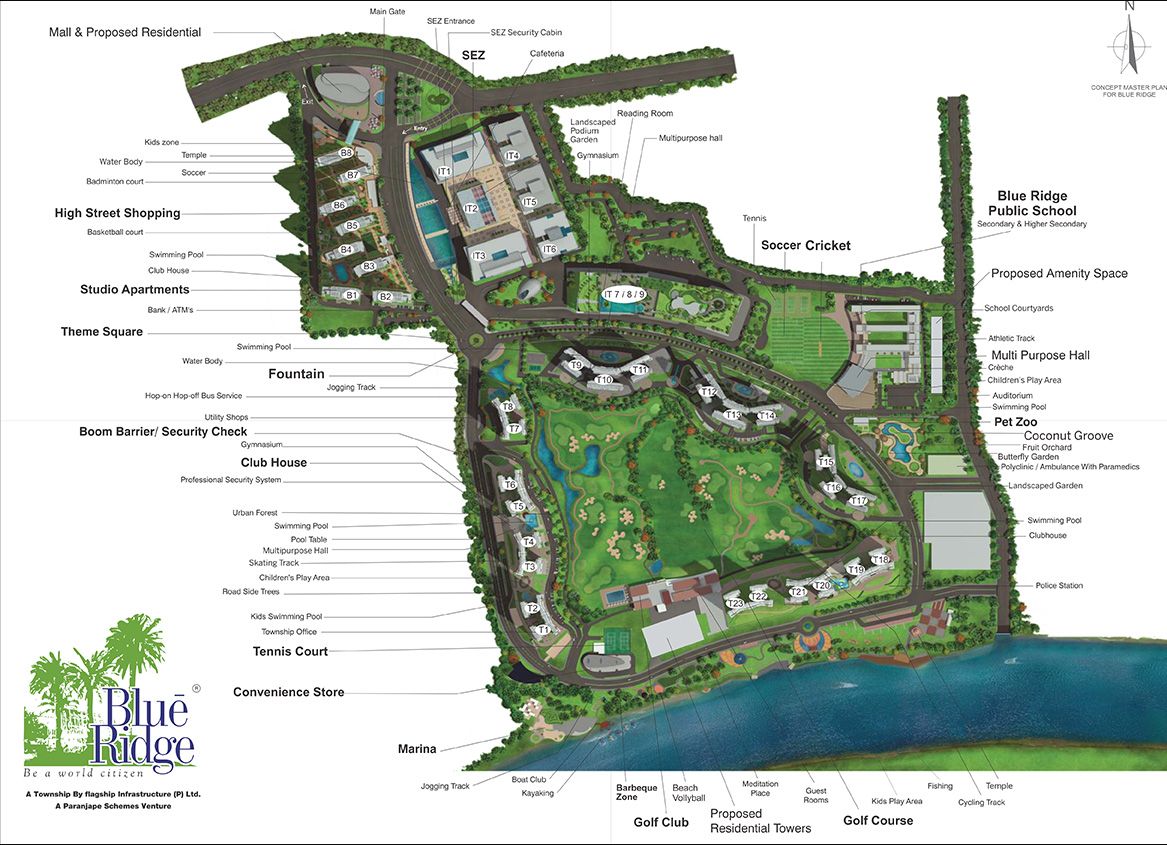 Main Gate
SEZ Entrance
Mall & Proposed Residential
SEZ Security Cabin
SEZ
Cafeteria
N
CONCEPT MASTER PLAN
FOR BLUE RIDGE
Exit
Entry
Landscaped
Podium
Garden
Reading Room
Multipurpose hall
Gymnasium
Kids zone
Temple
Water Body
Soccer
Badminton court
High Street Shopping
Basketball court
Swimming Pool
Club House
Studio Apartments
Bank / ATM's
Theme Square
Swimming Pool
Water Body
Fountain
Jogging Track
Hop-on Hop-off Bus Service
Utility Shops
Boom Barrier/ Security Check
Gymnasium
Club House
Professional Security System
Urban Forest
Swimming Pool
Pool Table
Multipurpose Hall
Skating Track
Children's Play Area
Road Side Trees
Kids Swimming Pool
Township Office
Tennis Court
Convenience Store
Marina
B8
B7
B6
B5
B4
B3
B1
B2
IT1
IT4
IT2
IT5
IT3
IT6
IT 7 / 8 / 9
Tennis
Soccer
Cricket
Blue Ridge
Public School
Secondary & Higher Secondary
Proposed Amenity Space
School Courtyards
Athletic Track
Multi Purpose Hall
Crèche
Children's Play Area
Auditorium
Swimming Pool
Pet Zoo
Coconut Groove
Fruit Orchard
Butterfly Garden
Polyclinic / Ambulance With Paramedics
Landscaped Garden
Swimming Pool
Clubhouse
Police Station
T9
T10
T11
T12
T13
T14
T8
T7
T15
T16
T17
T6
T5
T4
T3
T2
T1
T18
T19
T20
T21
T22
T23
Jogging Track
Boat Club
Kayaking
Barbeque
Zone
Beach
Vollyball
Golf Club
Meditation
Place
Proposed
Residential Towers
Guest
Rooms
Golf Course
Kids Play Area
Fishing
Cycling Track
Temple
Bluē
Ridge
®
Be a world citizen
A Township By flagship Infrastructure (P) Ltd.
A Paranjape Schemes Venture